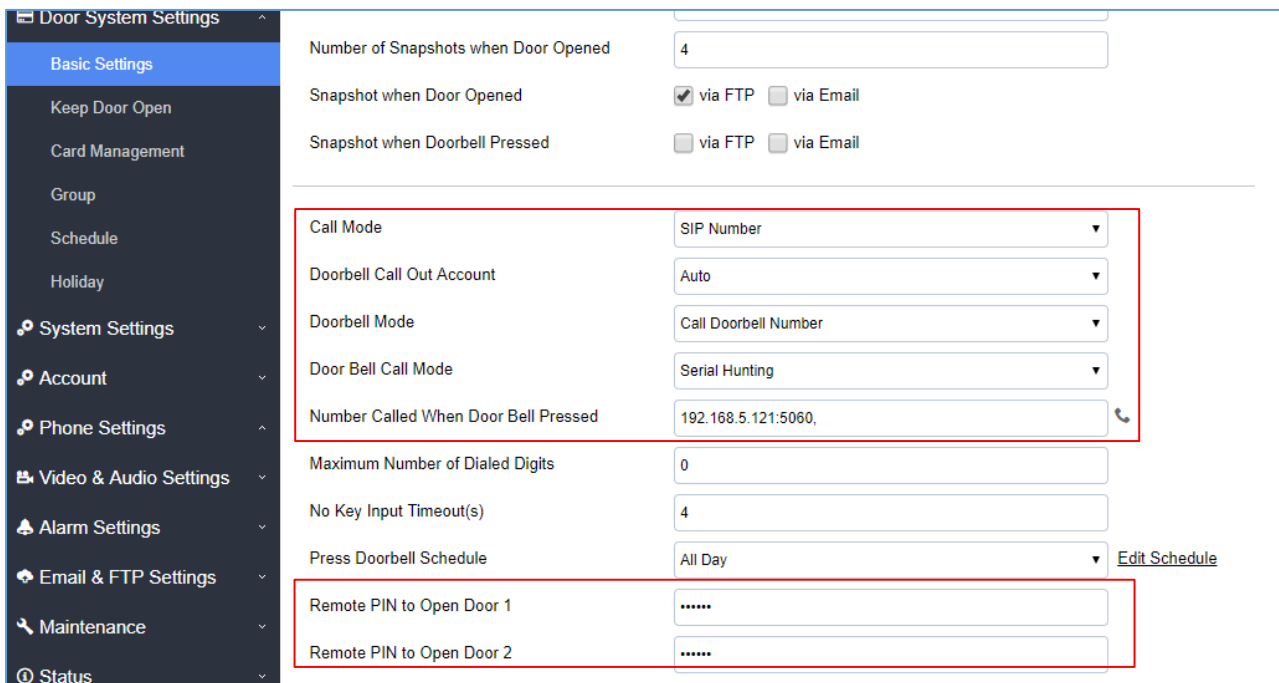 Door System Settings
Basic Settings
Keep Door Open
Card Management
Group
Schedule
Holiday
System Settings
Account
Phone Settings
Video & Audio Settings
Alarm Settings
Email & FTP Settings
Maintenance
Status
Number of Snapshots when Door Opened 4
Snapshot when Door Opened via FTP via Email
Snapshot when Doorbell Pressed via FTP via Email
Call Mode SIP Number
Doorbell Call Out Account Auto
Doorbell Mode Call Doorbell Number
Door Bell Call Mode Serial Hunting
Number Called When Door Bell Pressed 192.168.5.121:5060,
Maximum Number of Dialed Digits 0
No Key Input Timeout(s) 4
Press Doorbell Schedule All Day Edit Schedule
Remote PIN to Open Door 1 ••••••
Remote PIN to Open Door 2 ••••••